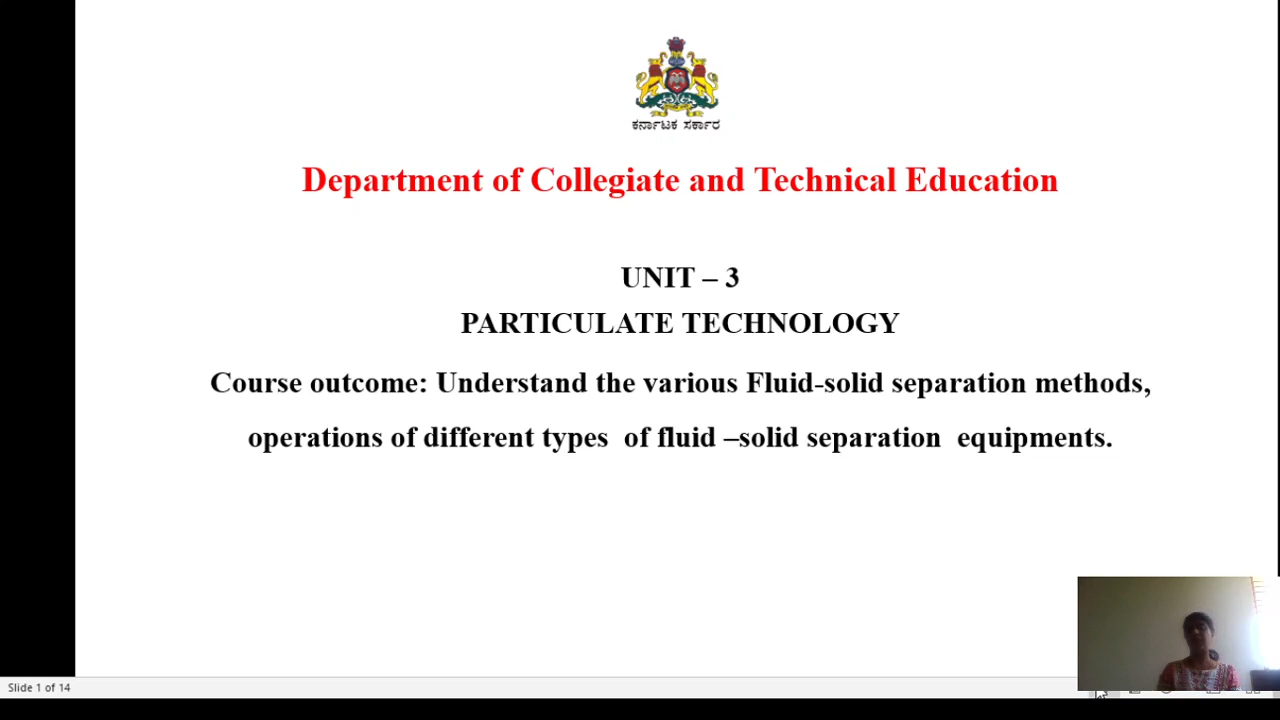 ಕರ್ನಾಟಕ ಸರ್ಕಾರ
Department of Collegiate and Technical Education
UNIT – 3
PARTICULATE TECHNOLOGY
Course outcome: Understand the various Fluid-solid separation methods,
operations of different types of fluid –solid separation equipments.
Slide 1 of 14